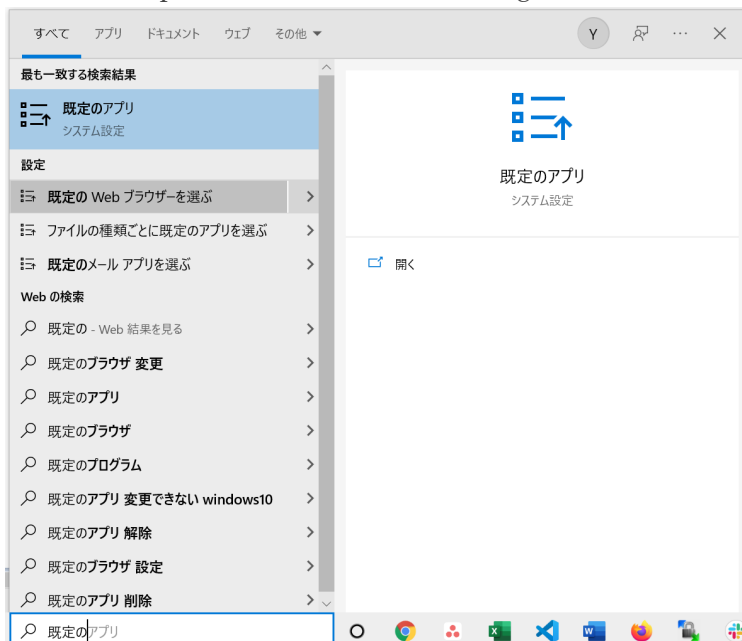 すべて アプリ ドキュメント ウェブ その他 Y
最も一致する検索結果
既定のアプリ
システム設定
設定
既定の Web ブラウザーを選ぶ
ファイルの種類ごとに既定のアプリを選ぶ
既定のメール アプリを選ぶ
Web の検索
既定の - Web 結果を見る
既定のブラウザ 変更
既定のアプリ
既定のブラウザ
既定のプログラム
既定のアプリ 変更できない windows10
既定のアプリ 解除
既定のブラウザ 設定
既定のアプリ 削除
既定のアプリ
既定のアプリ
システム設定
開く